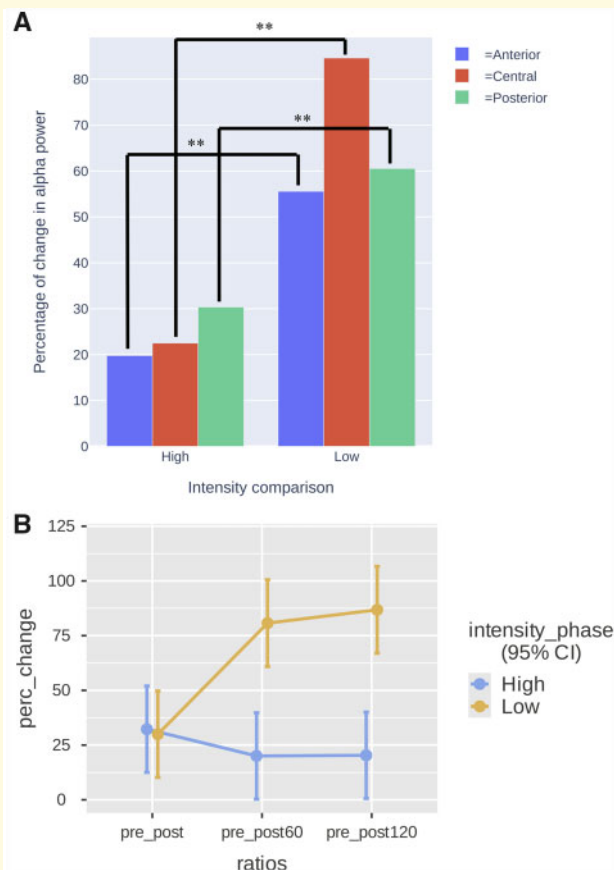 A
**
**
**
=Anterior
=Central
=Posterior
Percentage of change in alpha power
80
70
60
50
40
30
20
10
0
High
Low
Intensity comparison
B
perc_change
125
100
75
50
25
0
pre_post
pre_post60
pre_post120
ratios
intensity_phase
(95% CI)
High
Low